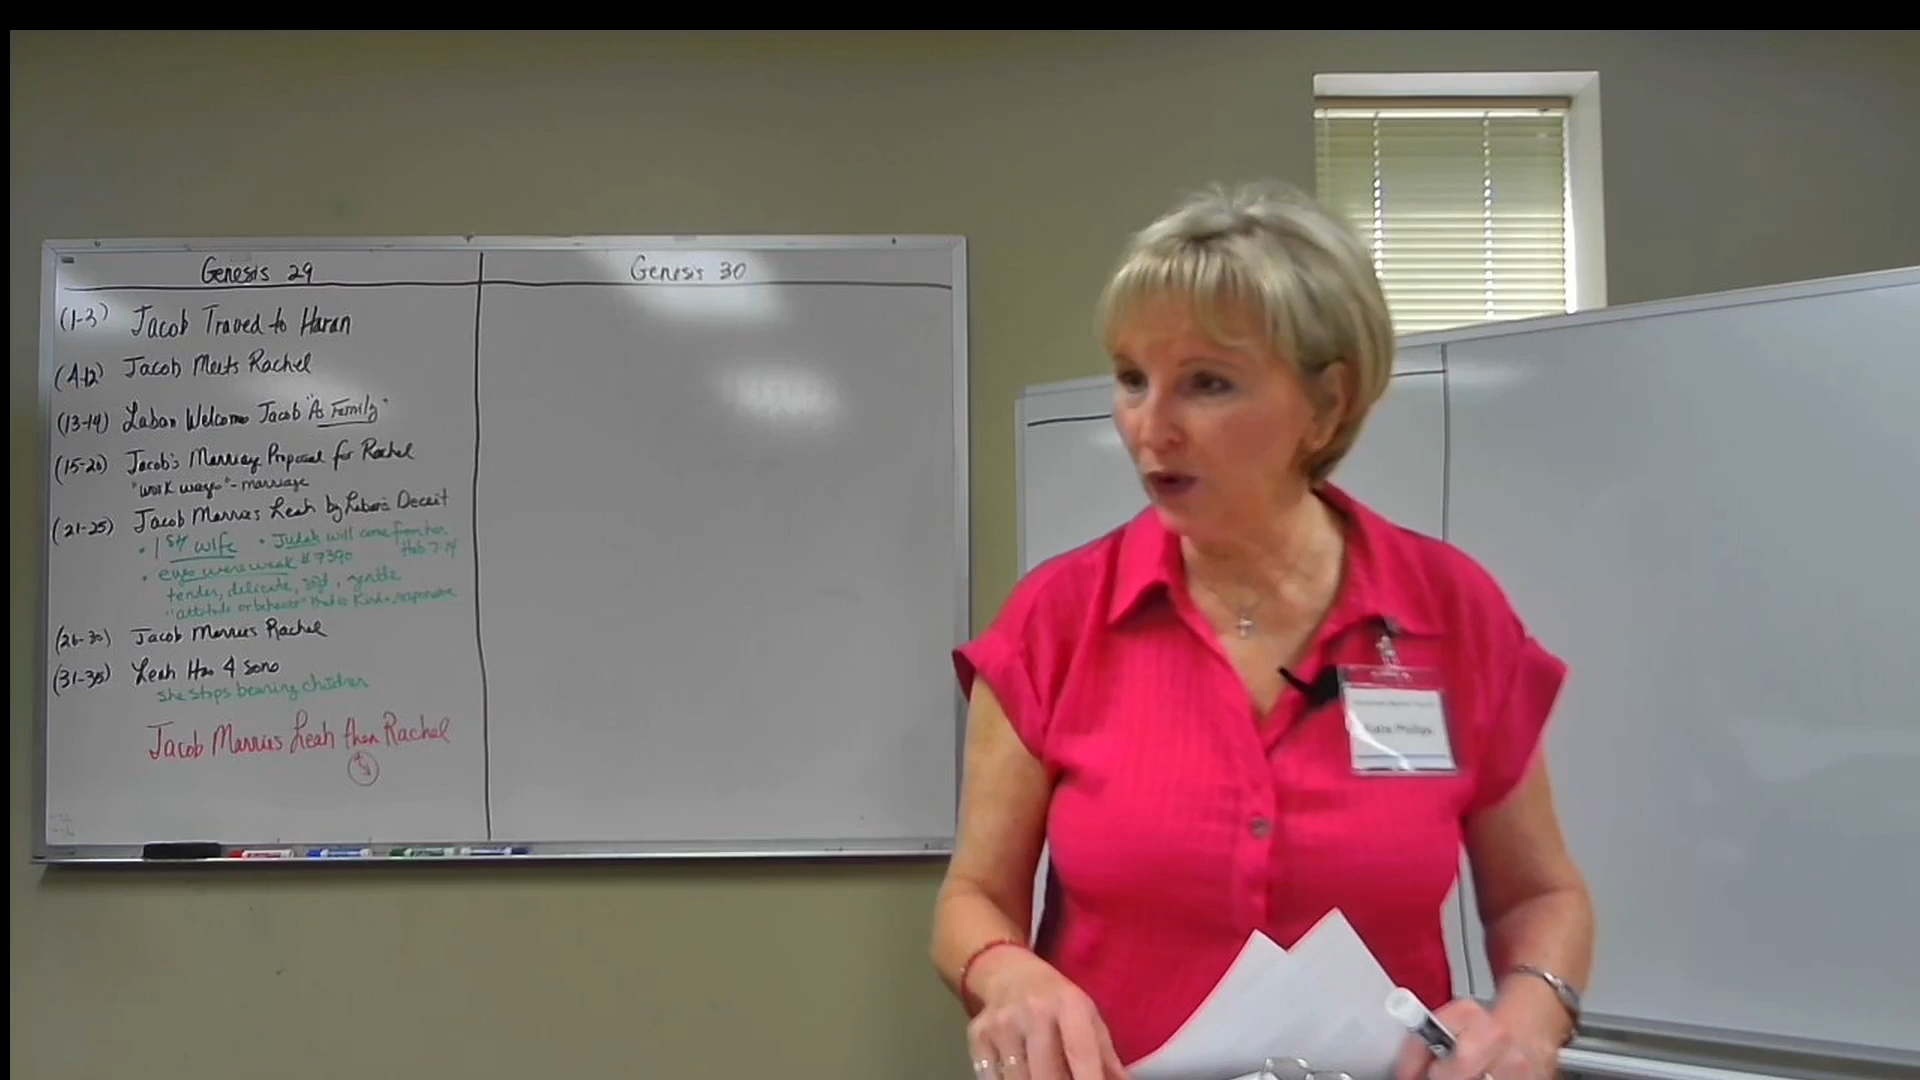 Genesis 29
(1-3) Jacob Traved to Haran
(4-12) Jacob Meets Rachel
(13-14) Laban Welcomes Jacob "As Family"
(15-20) Jacob's Marriage Proposal for Rachel
"work wages" - marriage
(21-25) Jacob Marries Leah by Laban's Deceit
• 1st wife • Judah will come from her
• eyes were weak # 7390 Heb 7:14
tender, delicate, soft, gentle
"attitude or behavior" that is kind + responsive
(26-30) Jacob Marries Rachel
(31-35) Leah Has 4 sons
she stops bearing children
Jacob Marries Leah then Rachel
Genesis 30
Phillips